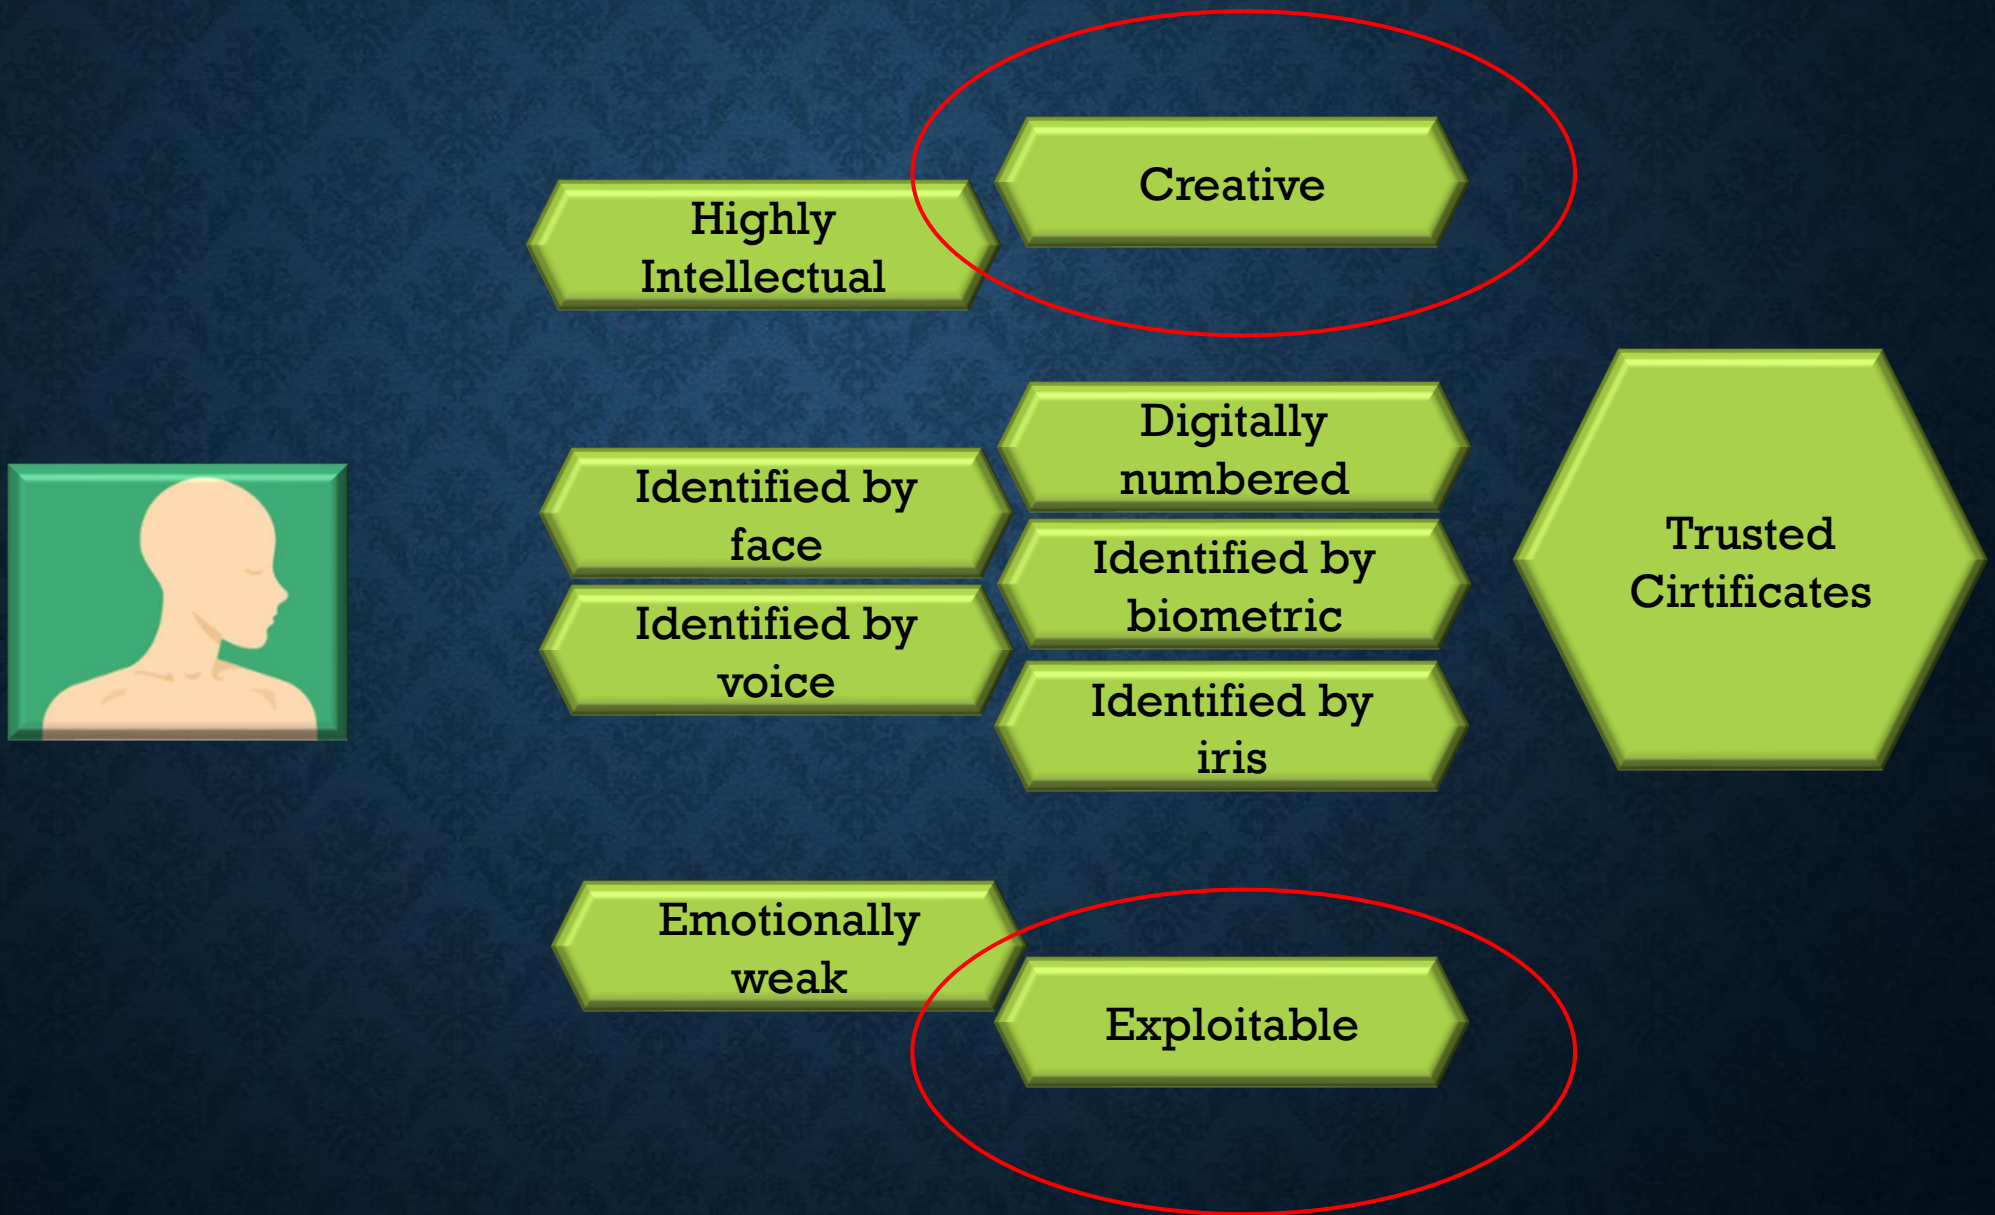 Highly
Intellectual
Creative
Identified by
face
Identified by
voice
Digitally
numbered
Identified by
biometric
Identified by
iris
Trusted
Cirtificates
Emotionally
weak
Exploitable